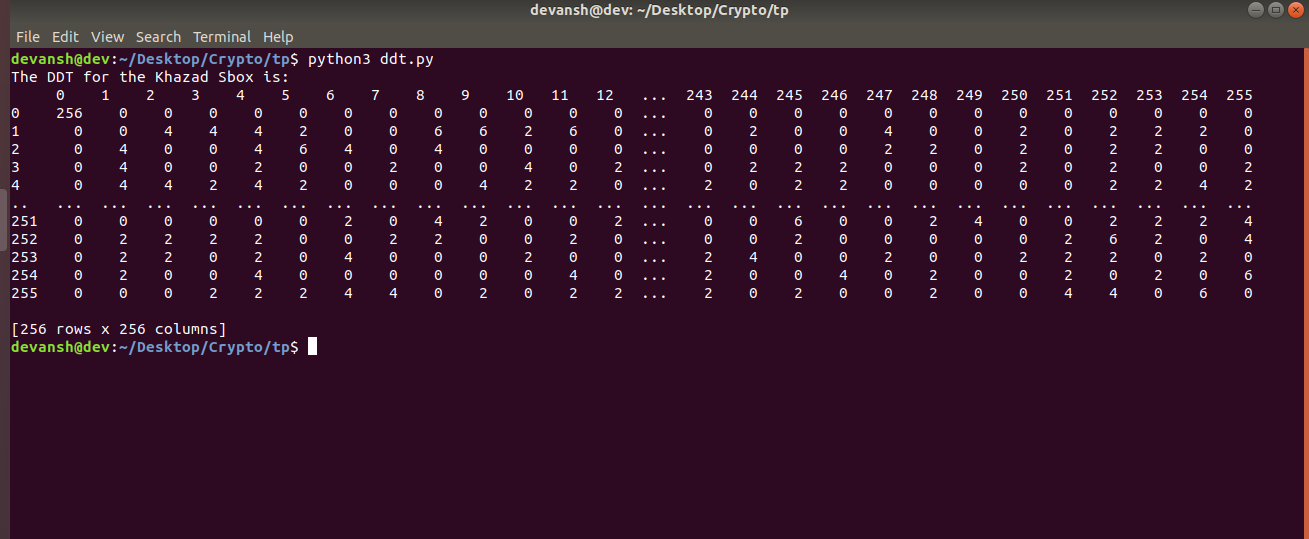 devansh@dev: ~/Desktop/Crypto/tp
File Edit View Search Terminal Help
devansh@dev:~/Desktop/Crypto/tp$ python3 ddt.py
The DDT for the Khazad Sbox is:
0 1 2 3 4 5 6 7 8 9 10 11 12 ... 243 244 245 246 247 248 249 250 251 252 253 254 255
0 256 0 0 0 0 0 0 0 0 0 0 0 0 ... 0 0 0 0 0 0 0 0 0 0 0 0 0
1 0 0 4 4 4 2 0 0 6 6 2 6 0 ... 0 2 0 0 4 0 0 2 0 2 2 2 0
2 0 4 0 0 4 6 4 0 4 0 0 0 0 ... 0 0 0 0 2 2 0 2 0 2 2 0 0
3 0 4 0 0 2 0 0 2 0 0 4 0 2 ... 0 2 2 2 0 0 0 2 0 2 0 0 2
4 0 4 4 2 4 2 0 0 0 4 2 2 0 ... 2 0 2 2 0 0 0 0 0 2 2 4 2
.. ... ... ... ... ... ... ... ... ... ... ... ... ... ... ... ... ... ... ... ... ... ... ... ... ... ... ...
251 0 0 0 0 0 0 2 0 4 2 0 0 2 ... 0 0 6 0 0 2 4 0 0 2 2 2 4
252 0 2 2 2 2 0 0 2 2 0 0 2 0 ... 0 0 2 0 0 0 0 0 2 6 2 0 4
253 0 2 2 0 2 0 4 0 0 0 2 0 0 ... 2 4 0 0 2 0 0 2 2 2 0 2 0
254 0 2 0 0 4 0 0 0 0 0 0 4 0 ... 2 0 0 4 0 2 0 0 2 0 2 0 6
255 0 0 0 2 2 2 4 4 0 2 0 2 2 ... 2 0 2 0 0 2 0 0 4 4 0 6 0
[256 rows x 256 columns]
devansh@dev:~/Desktop/Crypto/tp$